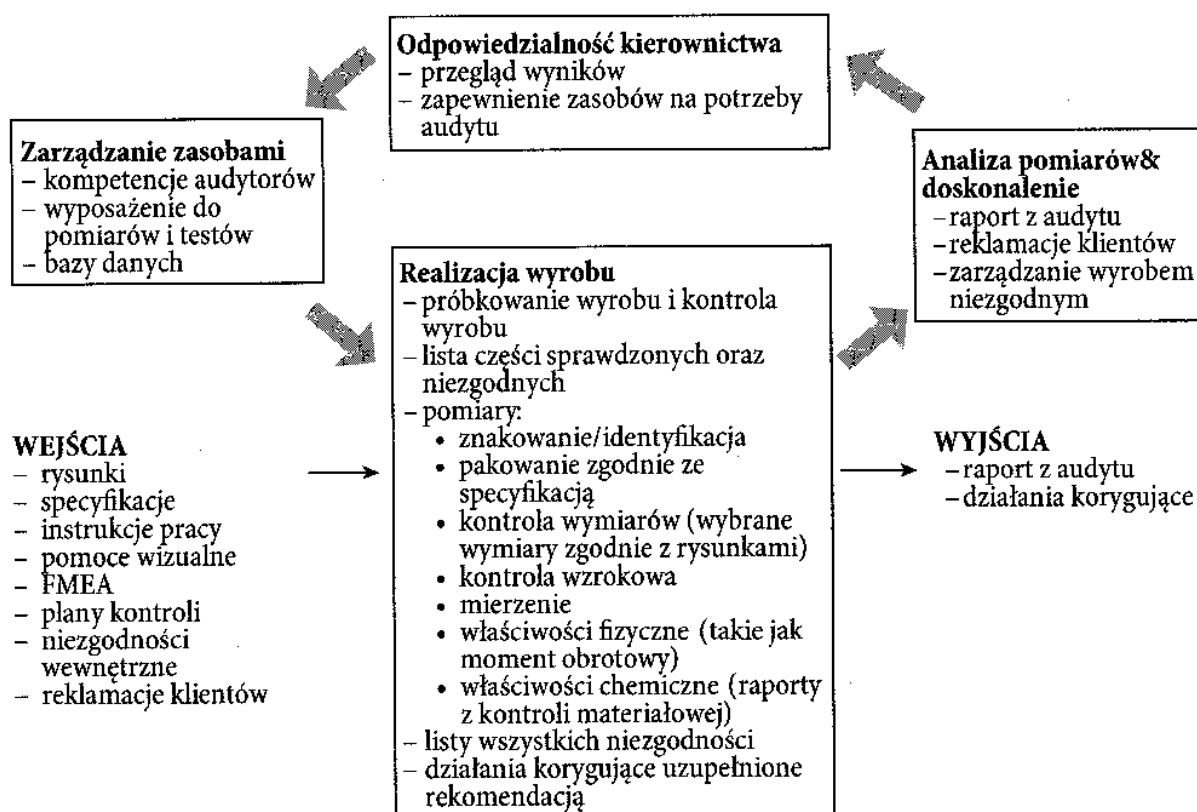 Odpowiedzialność kierownictwa
– przegląd wyników
– zapewnienie zasobów na potrzeby
audytu
Zarządzanie zasobami
– kompetencje audytorów
– wyposażenie do
pomiarów i testów
– bazy danych
Analiza pomiarów&
doskonalenie
– raport z audytu
– reklamacje klientów
– zarządzanie wyrobem
niezgodnym
Realizacja wyrobu
– próbkowanie wyrobu i kontrola
wyrobu
– lista części sprawdzonych oraz
niezgodnych
– pomiary:
• znakowanie/identyfikacja
• pakowanie zgodnie ze
specyfikacją
• kontrola wymiarów (wybrane
wymiary zgodnie z rysunkami)
• kontrola wzrokowa
• mierzenie
• właściwości fizyczne (takie jak
moment obrotowy)
• właściwości chemiczne (raporty
z kontroli materiałowej)
– listy wszystkich niezgodności
– działania korygujące uzupełnione
rekomendacją
WEJŚCIA
– rysunki
– specyfikacje
– instrukcje pracy
– pomoce wizualne
– FMEA
– plany kontroli
– niezgodności
wewnętrzne
– reklamacje klientów
WYJŚCIA
– raport z audytu
– działania korygujące